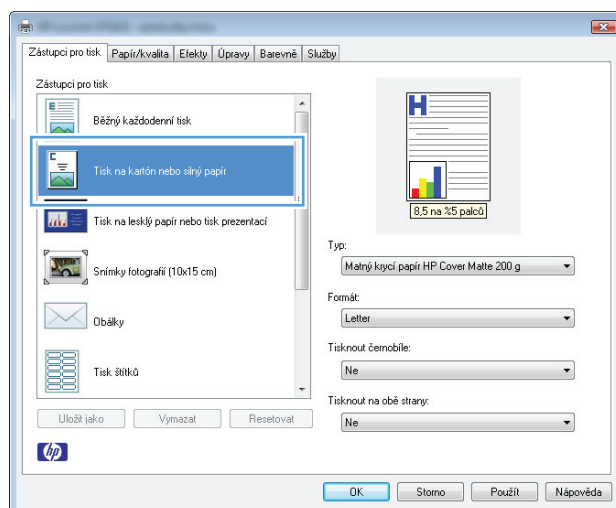 Zástupci pro tisk
Papír/kvalita
Efekty
Úpravy
Barevně
Služby
Zástupci pro tisk
Běžný každodenní tisk
Tisk na kartón nebo silný papír
Tisk na lesklý papír nebo tisk prezentací
Snímky fotografií (10x15 cm)
Obálky
Tisk štítků
Uložit jako
Vymazat
Resetovat
8,5 na %5 palců
Typ:
Matný krycí papír HP Cover Matte 200 g
Formát:
Letter
Tisknout černobíle:
Ne
Tisknout na obě strany:
Ne
hp
OK
Storno
Použít
Nápověda